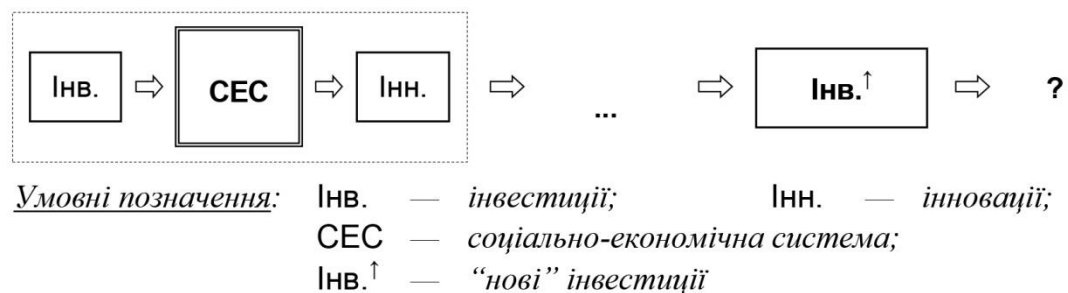 Інв. ⇨ СЕС ⇨ Інн. ⇨ ... ⇨ Інв.↑ ⇨ ?
Умовні позначення: Інв. — інвестиції; Інн. — інновації;
СЕС — соціально-економічна система;
Інв.↑ — “нові” інвестиції